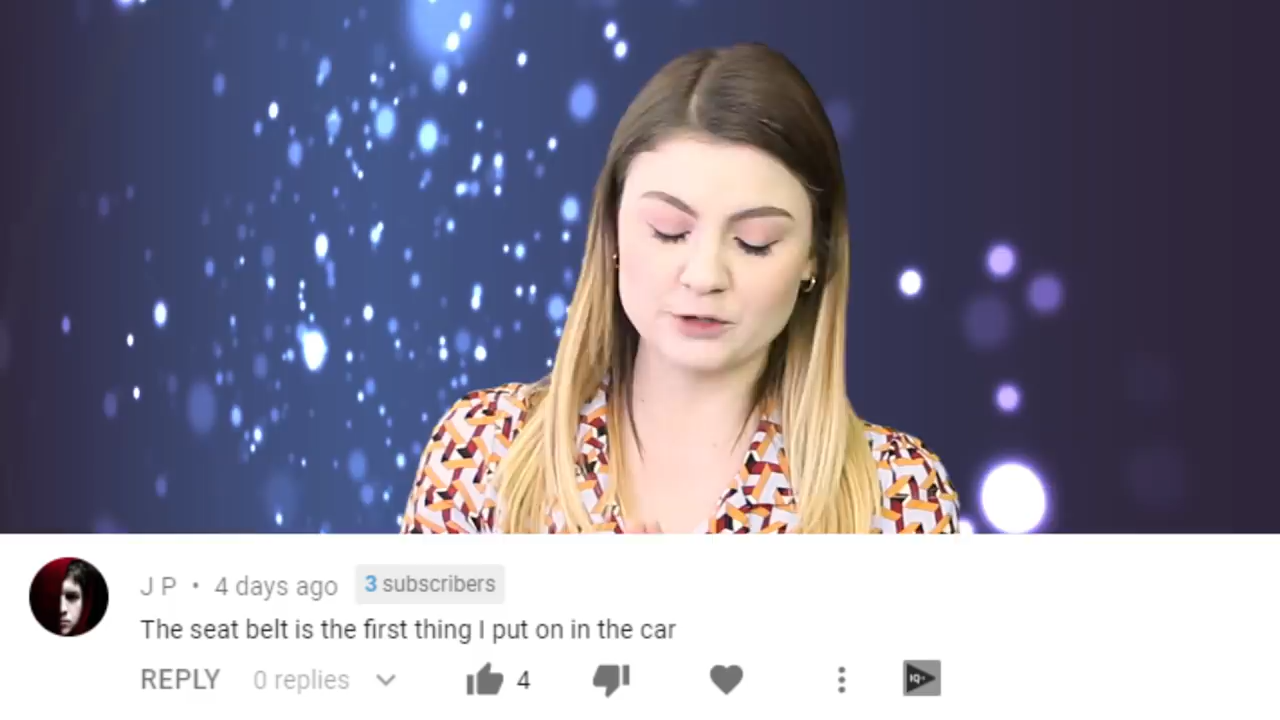 J P • 4 days ago 3 subscribers
The seat belt is the first thing I put on in the car
REPLY 0 replies 4
IQ